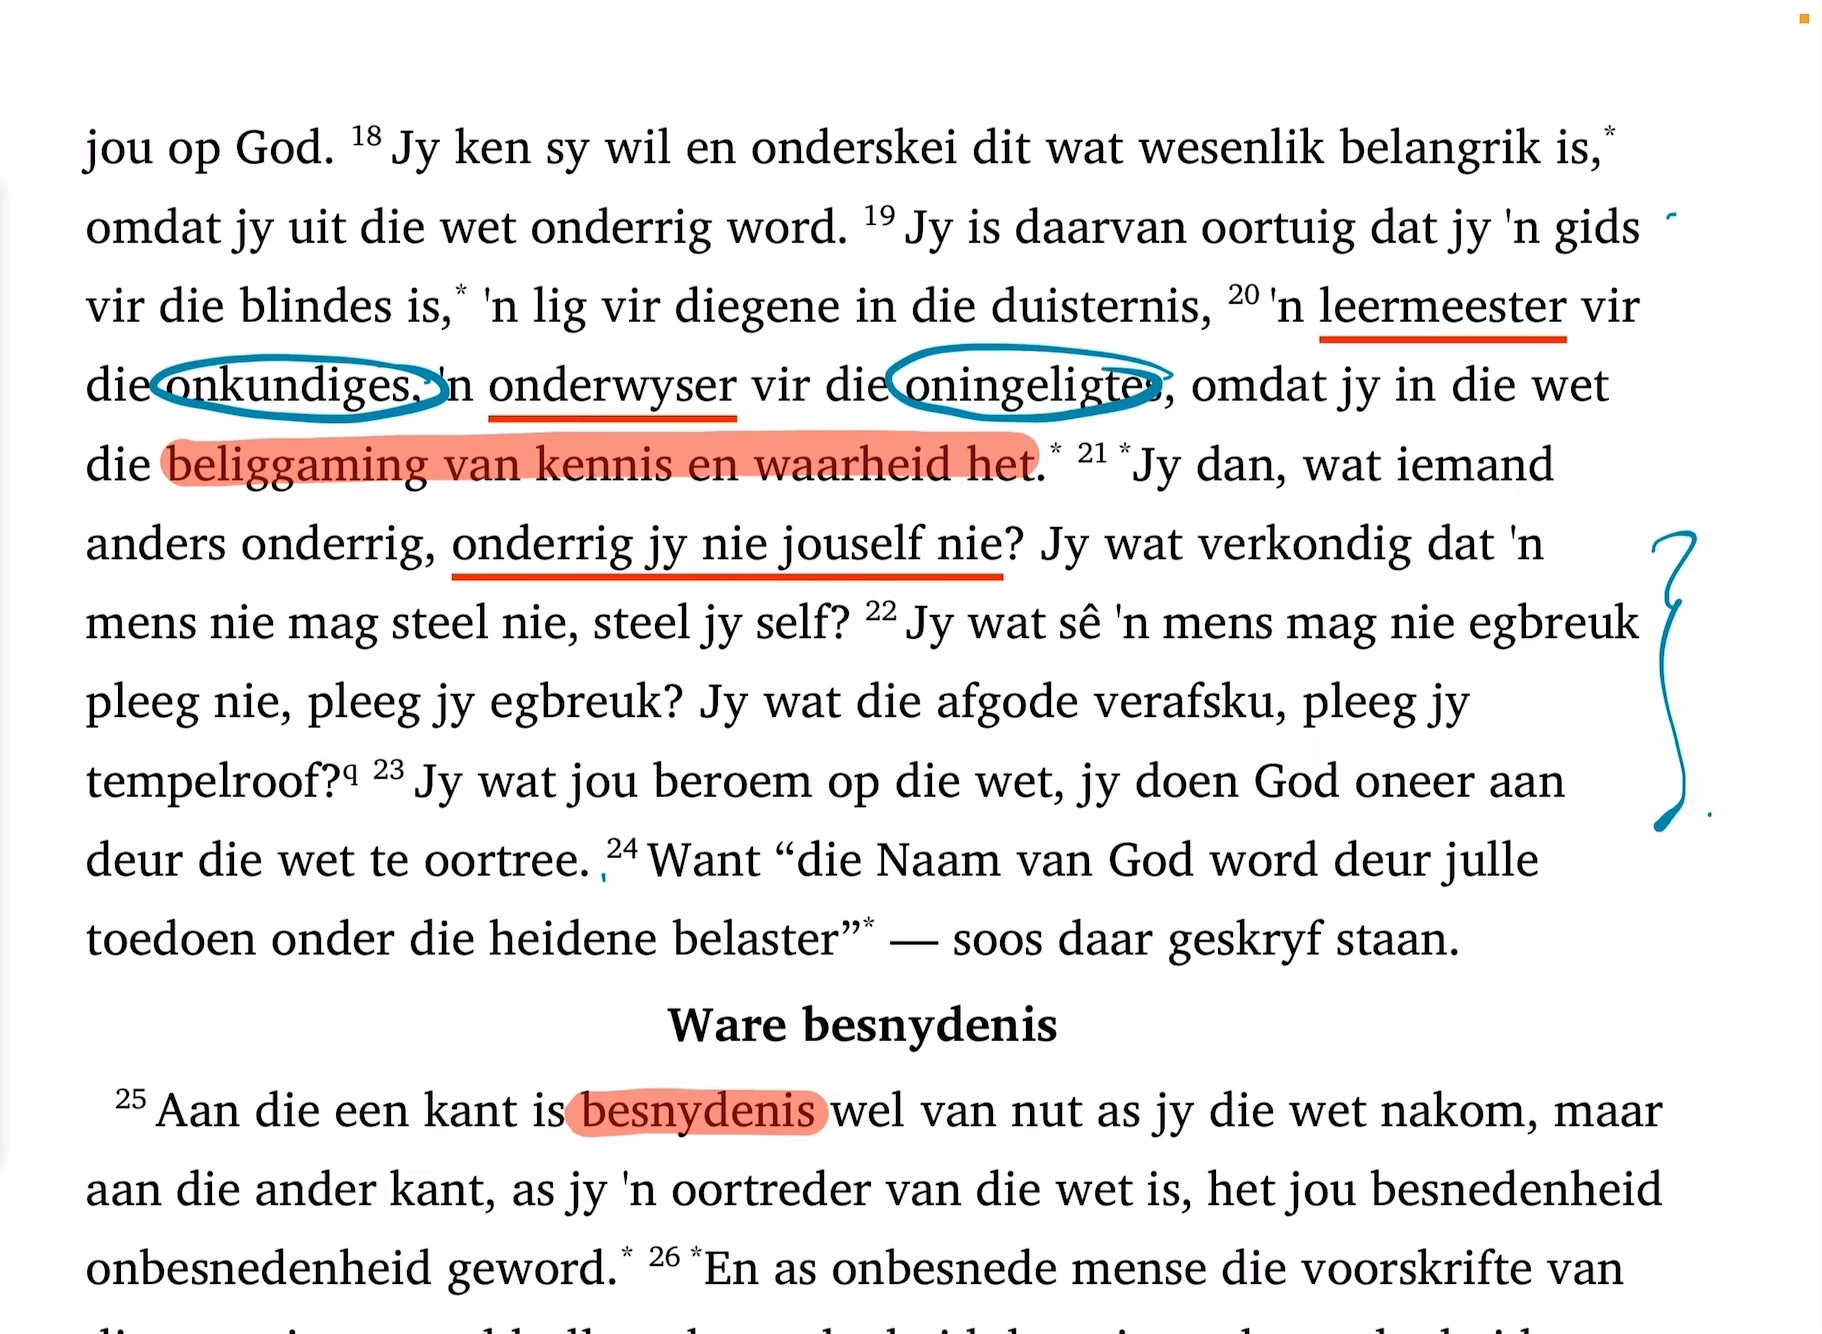 jou op God. 18 Jy ken sy wil en onderskei dit wat wesenlik belangrik is,*
omdat jy uit die wet onderrig word. 19 Jy is daarvan oortuig dat jy 'n gids
vir die blindes is,* 'n lig vir diegene in die duisternis, 20 'n leermeester vir
die onkundiges, 'n onderwyser vir die oningeligtes, omdat jy in die wet
die beliggaming van kennis en waarheid het.* 21 *Jy dan, wat iemand
anders onderrig, onderrig jy nie jouself nie? Jy wat verkondig dat 'n
mens nie mag steel nie, steel jy self? 22 Jy wat sê 'n mens mag nie egbreuk
pleeg nie, pleeg jy egbreuk? Jy wat die afgode verafsku, pleeg jy
tempelroof?q 23 Jy wat jou beroem op die wet, jy doen God oneer aan
deur die wet te oortree. 24 Want “die Naam van God word deur julle
toedoen onder die heidene belaster”* — soos daar geskryf staan.
Ware besnydenis
25 Aan die een kant is besnydenis wel van nut as jy die wet nakom, maar
aan die ander kant, as jy 'n oortreder van die wet is, het jou besnedenheid
onbesnedenheid geword.* 26 *En as onbesnede mense die voorskrifte van